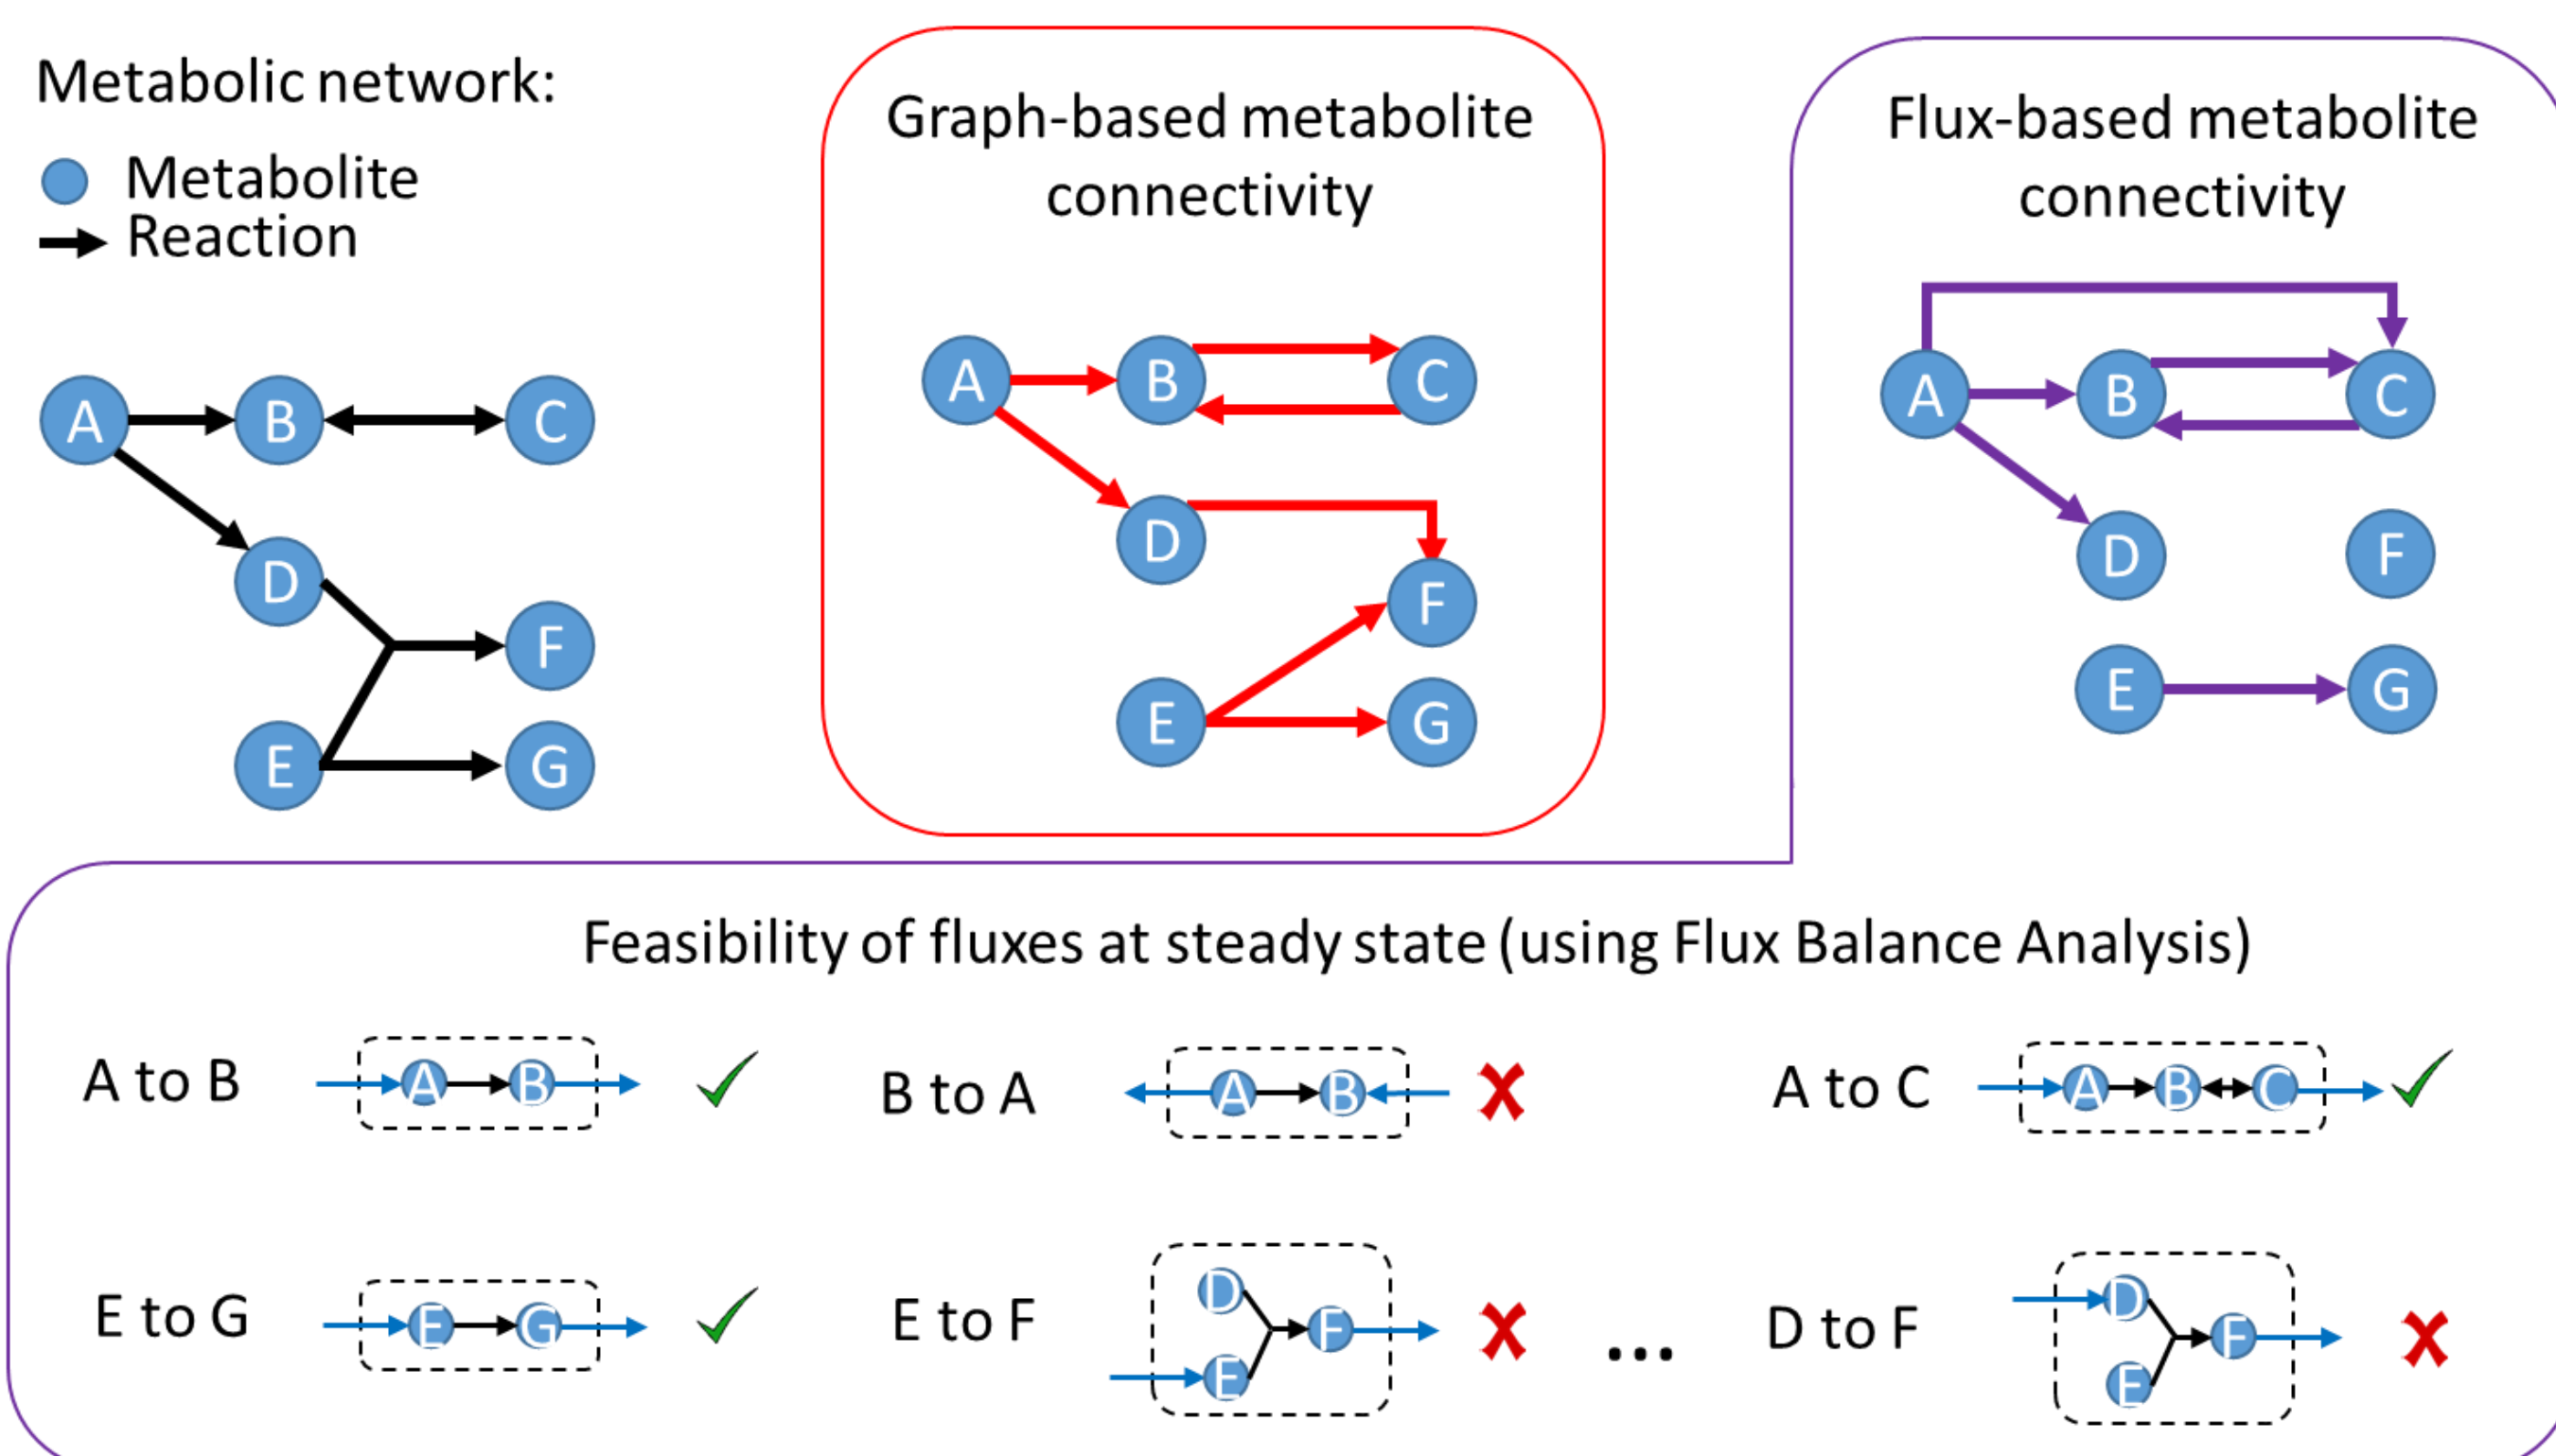 Metabolic network:
Metabolite
Reaction
A
B
C
D
F
E
G
Graph-based metabolite
connectivity
A
B
C
D
F
E
G
Flux-based metabolite
connectivity
A
B
C
D
F
E
G
Feasibility of fluxes at steady state (using Flux Balance Analysis)
A to B
A
B
B to A
A
B
A to C
A
B
C
E to G
E
G
E to F
D
F
E
...
D to F
D
F
E